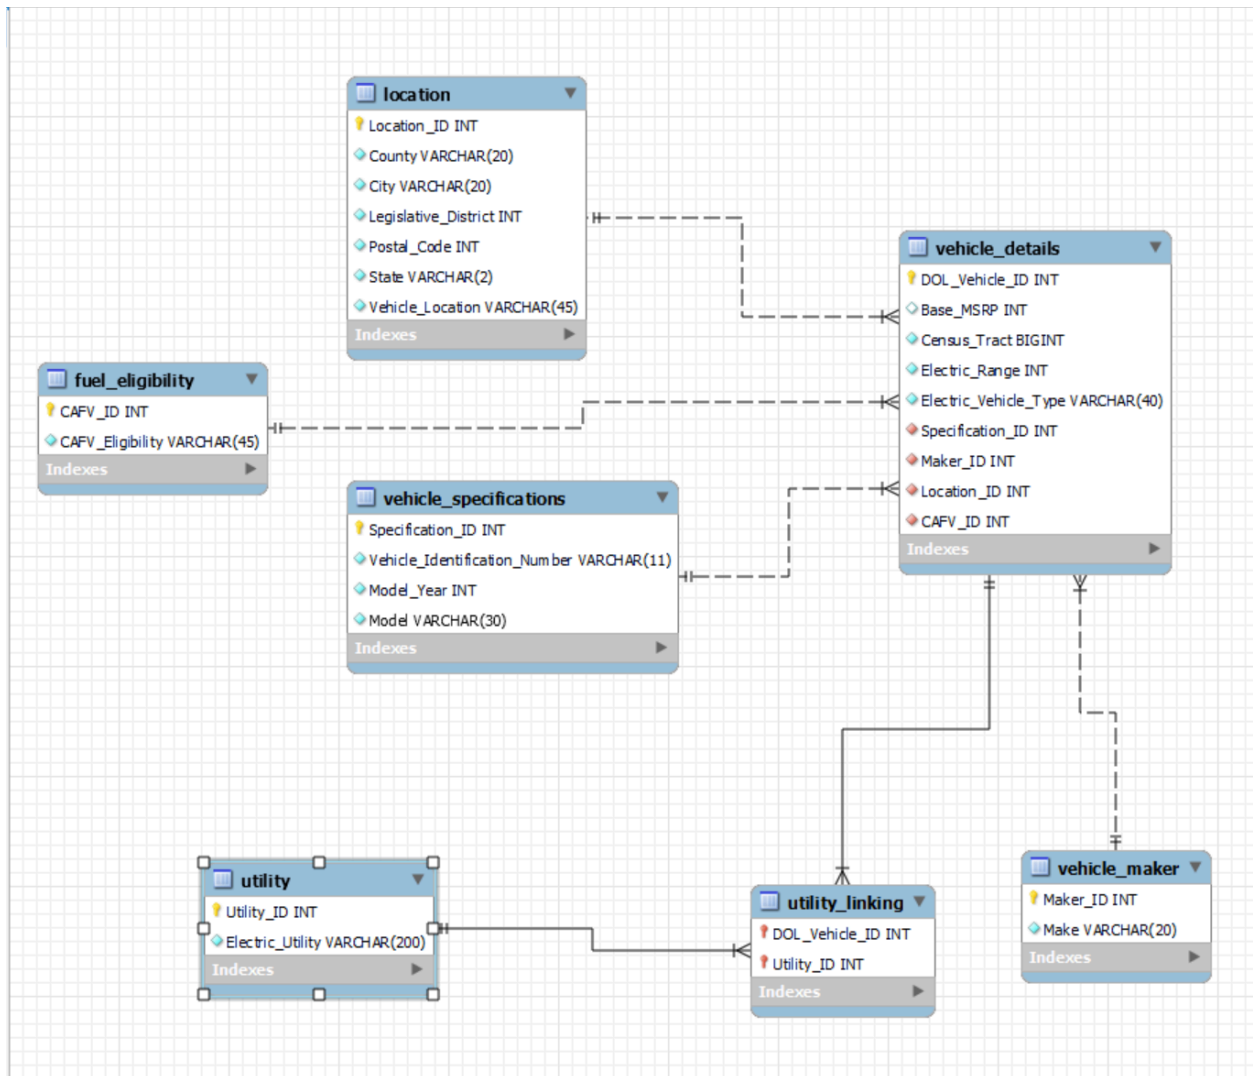 location
Location_ID INT
County VARCHAR(20)
City VARCHAR(20)
Legislative_District INT
Postal_Code INT
State VARCHAR(2)
Vehicle_Location VARCHAR(45)
Indexes
vehicle_details
DOL_Vehicle_ID INT
Base_MSRP INT
Census_Tract BIGINT
Electric_Range INT
Electric_Vehicle_Type VARCHAR(40)
Specification_ID INT
Maker_ID INT
Location_ID INT
CAFV_ID INT
Indexes
fuel_eligibility
CAFV_ID INT
CAFV_Eligibility VARCHAR(45)
Indexes
vehicle_specifications
Specification_ID INT
Vehicle_Identification_Number VARCHAR(11)
Model_Year INT
Model VARCHAR(30)
Indexes
utility
Utility_ID INT
Electric_Utility VARCHAR(200)
Indexes
utility_linking
DOL_Vehicle_ID INT
Utility_ID INT
Indexes
vehicle_maker
Maker_ID INT
Make VARCHAR(20)
Indexes